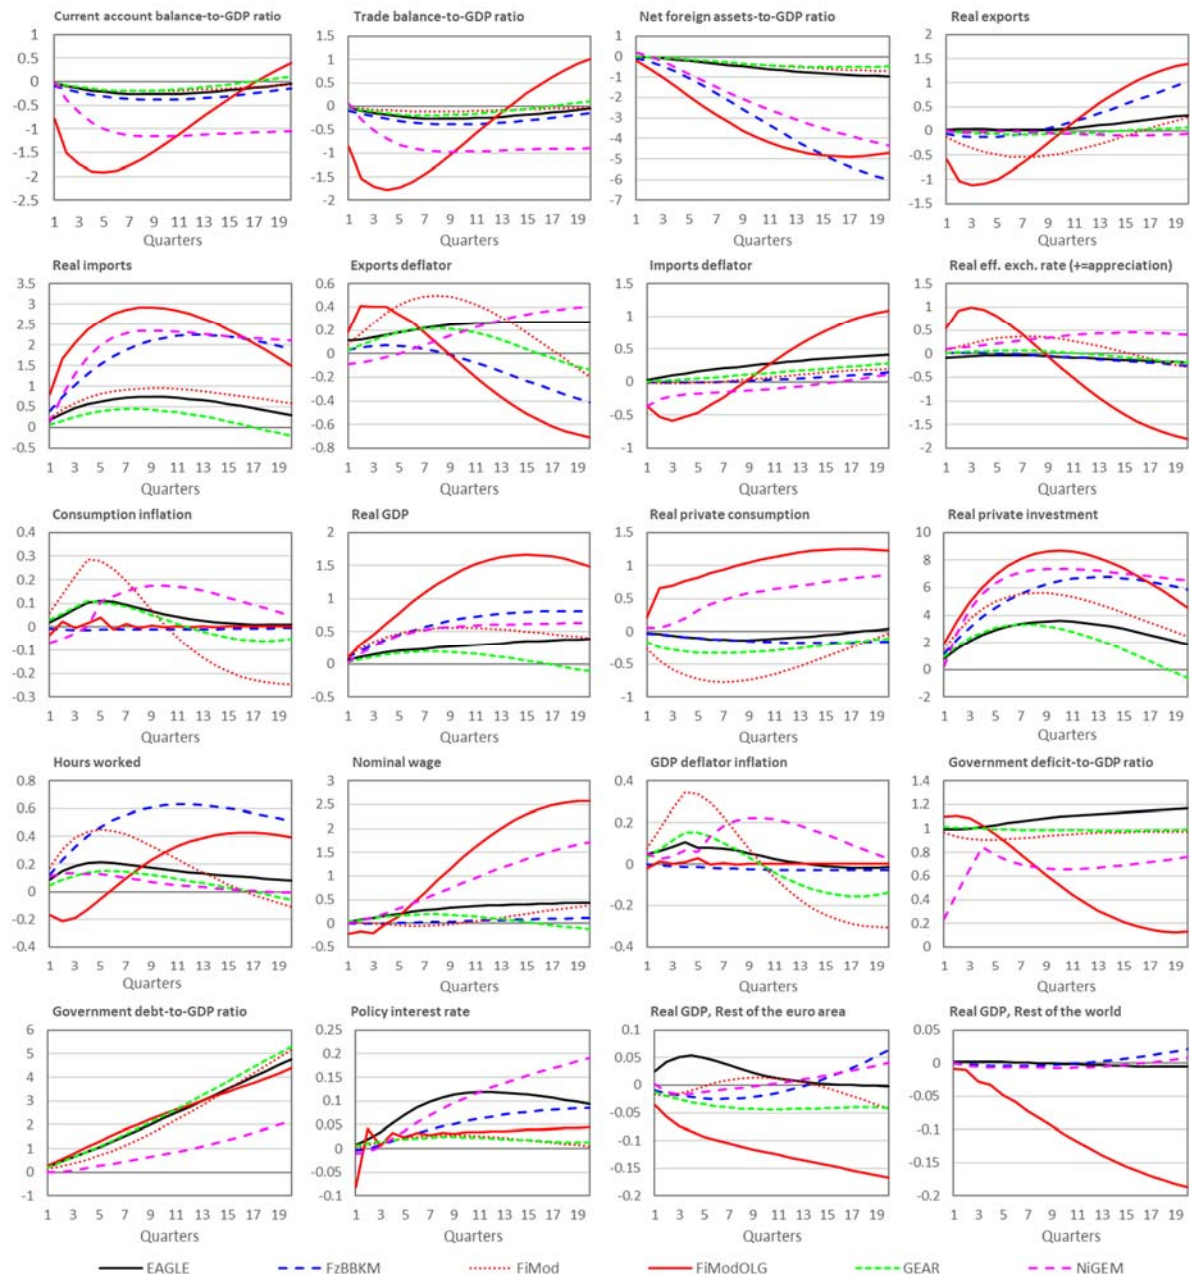 Current account balance-to-GDP ratio
1
0.5
0
-0.5
-1
-1.5
-2
-2.5
1 3 5 7 9 11 13 15 17 19
Quarters
Trade balance-to-GDP ratio
1.5
1
0.5
0
-0.5
-1
-1.5
-2
1 3 5 7 9 11 13 15 17 19
Quarters
Net foreign assets-to-GDP ratio
1
0
-1
-2
-3
-4
-5
-6
-7
1 3 5 7 9 11 13 15 17 19
Quarters
Real exports
2
1.5
1
0.5
0
-0.5
-1
-1.5
1 3 5 7 9 11 13 15 17 19
Quarters
Real imports
3.5
3
2.5
2
1.5
1
0.5
0
-0.5
1 3 5 7 9 11 13 15 17 19
Quarters
Exports deflator
0.6
0.4
0.2
0
-0.2
-0.4
-0.6
-0.8
1 3 5 7 9 11 13 15 17 19
Quarters
Imports deflator
1.5
1
0.5
0
-0.5
-1
1 3 5 7 9 11 13 15 17 19
Quarters
Real eff. exch. rate (+=appreciation)
1.5
1
0.5
0
-0.5
-1
-1.5
-2
1 3 5 7 9 11 13 15 17 19
Quarters
Consumption inflation
0.4
0.3
0.2
0.1
0
-0.1
-0.2
-0.3
1 3 5 7 9 11 13 15 17 19
Quarters
Real GDP
2
1.5
1
0.5
0
-0.5
1 3 5 7 9 11 13 15 17 19
Quarters
Real private consumption
1.5
1
0.5
0
-0.5
-1
1 3 5 7 9 11 13 15 17 19
Quarters
Real private investment
10
8
6
4
2
0
-2
1 3 5 7 9 11 13 15 17 19
Quarters
Hours worked
0.8
0.6
0.4
0.2
0
-0.2
-0.4
1 3 5 7 9 11 13 15 17 19
Quarters
Nominal wage
3
2.5
2
1.5
1
0.5
0
-0.5
1 3 5 7 9 11 13 15 17 19
Quarters
GDP deflator inflation
0.4
0.2
0
-0.2
-0.4
1 3 5 7 9 11 13 15 17 19
Quarters
Government deficit-to-GDP ratio
1.4
1.2
1
0.8
0.6
0.4
0.2
0
1 3 5 7 9 11 13 15 17 19
Quarters
Government debt-to-GDP ratio
6
5
4
3
2
1
0
-1
1 3 5 7 9 11 13 15 17 19
Quarters
Policy interest rate
0.25
0.2
0.15
0.1
0.05
0
-0.05
-0.1
1 3 5 7 9 11 13 15 17 19
Quarters
Real GDP, Rest of the euro area
0.1
0.05
0
-0.05
-0.1
-0.15
-0.2
1 3 5 7 9 11 13 15 17 19
Quarters
Real GDP, Rest of the world
0.05
0
-0.05
-0.1
-0.15
-0.2
1 3 5 7 9 11 13 15 17 19
Quarters
EAGLE FzBBKM FiMod FiModOLG GEAR NiGEM